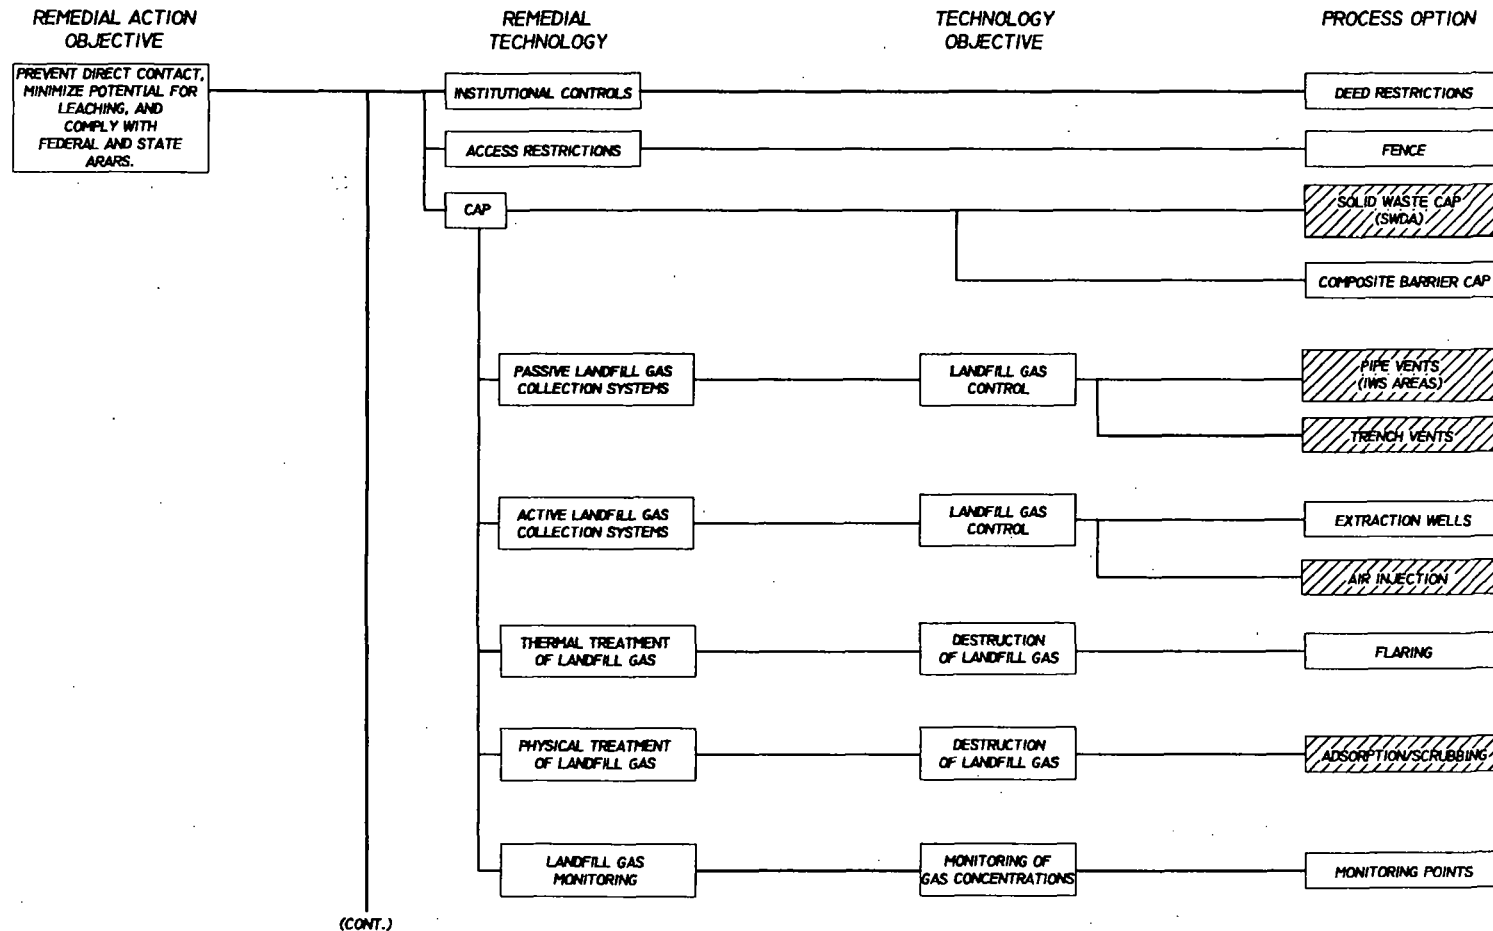 REMEDIAL ACTION
OBJECTIVE
REMEDIAL
TECHNOLOGY
TECHNOLOGY
OBJECTIVE
PROCESS OPTION
PREVENT DIRECT CONTACT,
MINIMIZE POTENTIAL FOR
LEACHING, AND
COMPLY WITH
FEDERAL AND STATE
ARARS.
INSTITUTIONAL CONTROLS
DEED RESTRICTIONS
ACCESS RESTRICTIONS
FENCE
CAP
SOLID WASTE CAP
(SWDA)
COMPOSITE BARRIER CAP
PASSIVE LANDFILL GAS
COLLECTION SYSTEMS
LANDFILL GAS
CONTROL
PIPE VENTS
(IWS AREAS)
TRENCH VENTS
ACTIVE LANDFILL GAS
COLLECTION SYSTEMS
LANDFILL GAS
CONTROL
EXTRACTION WELLS
AIR INJECTION
THERMAL TREATMENT
OF LANDFILL GAS
DESTRUCTION
OF LANDFILL GAS
FLARING
PHYSICAL TREATMENT
OF LANDFILL GAS
DESTRUCTION
OF LANDFILL GAS
ADSORPTION/SCRUBBING
LANDFILL GAS
MONITORING
MONITORING OF
GAS CONCENTRATIONS
MONITORING POINTS
(CONT.)